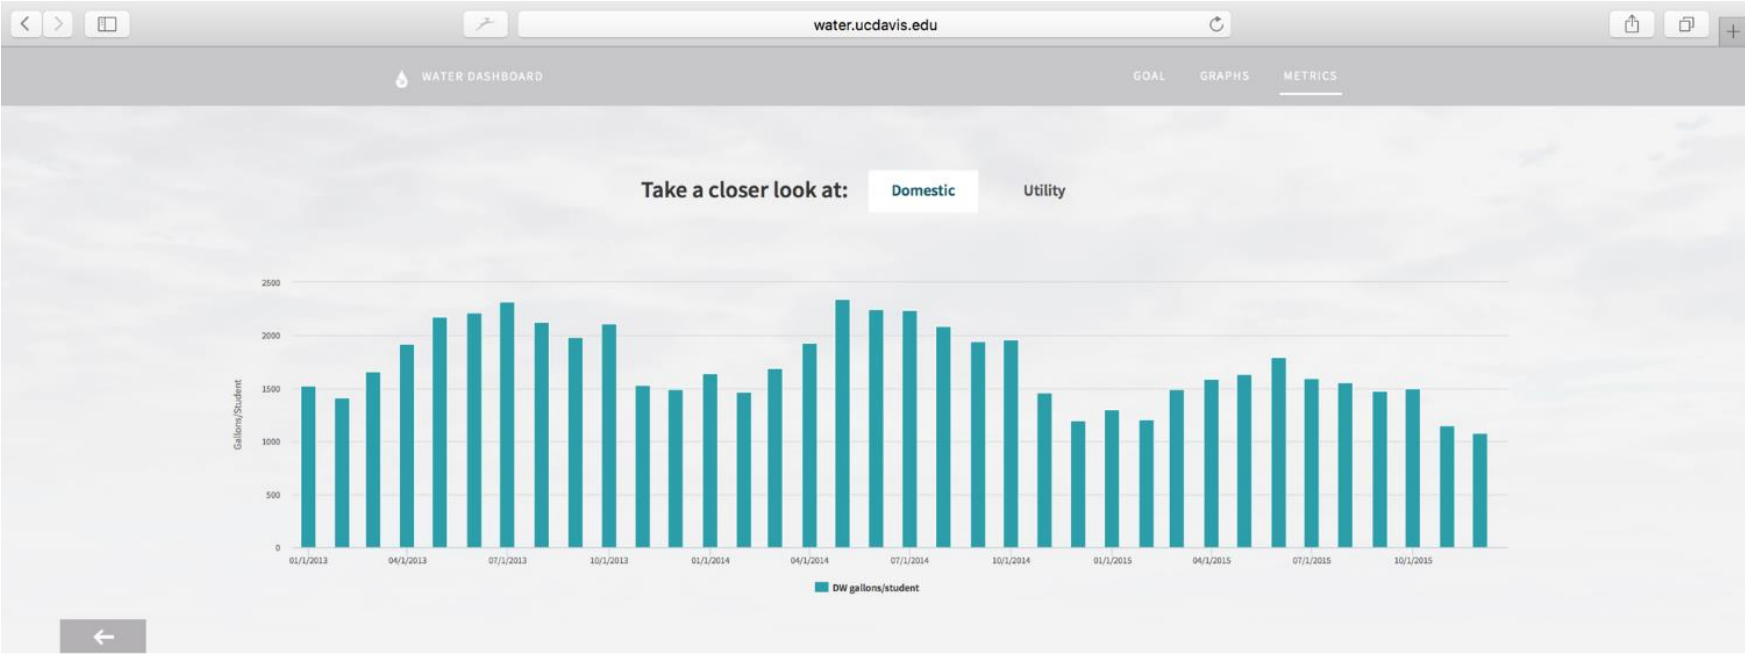 water.ucdavis.edu
WATER DASHBOARD GOAL GRAPHS METRICS
Take a closer look at: Domestic Utility
Gallons/Student
2500
2000
1500
1000
500
0
01/1/2013 04/1/2013 07/1/2013 10/1/2013 01/1/2014 04/1/2014 07/1/2014 10/1/2014 01/1/2015 04/1/2015 07/1/2015 10/1/2015
DW gallons/student